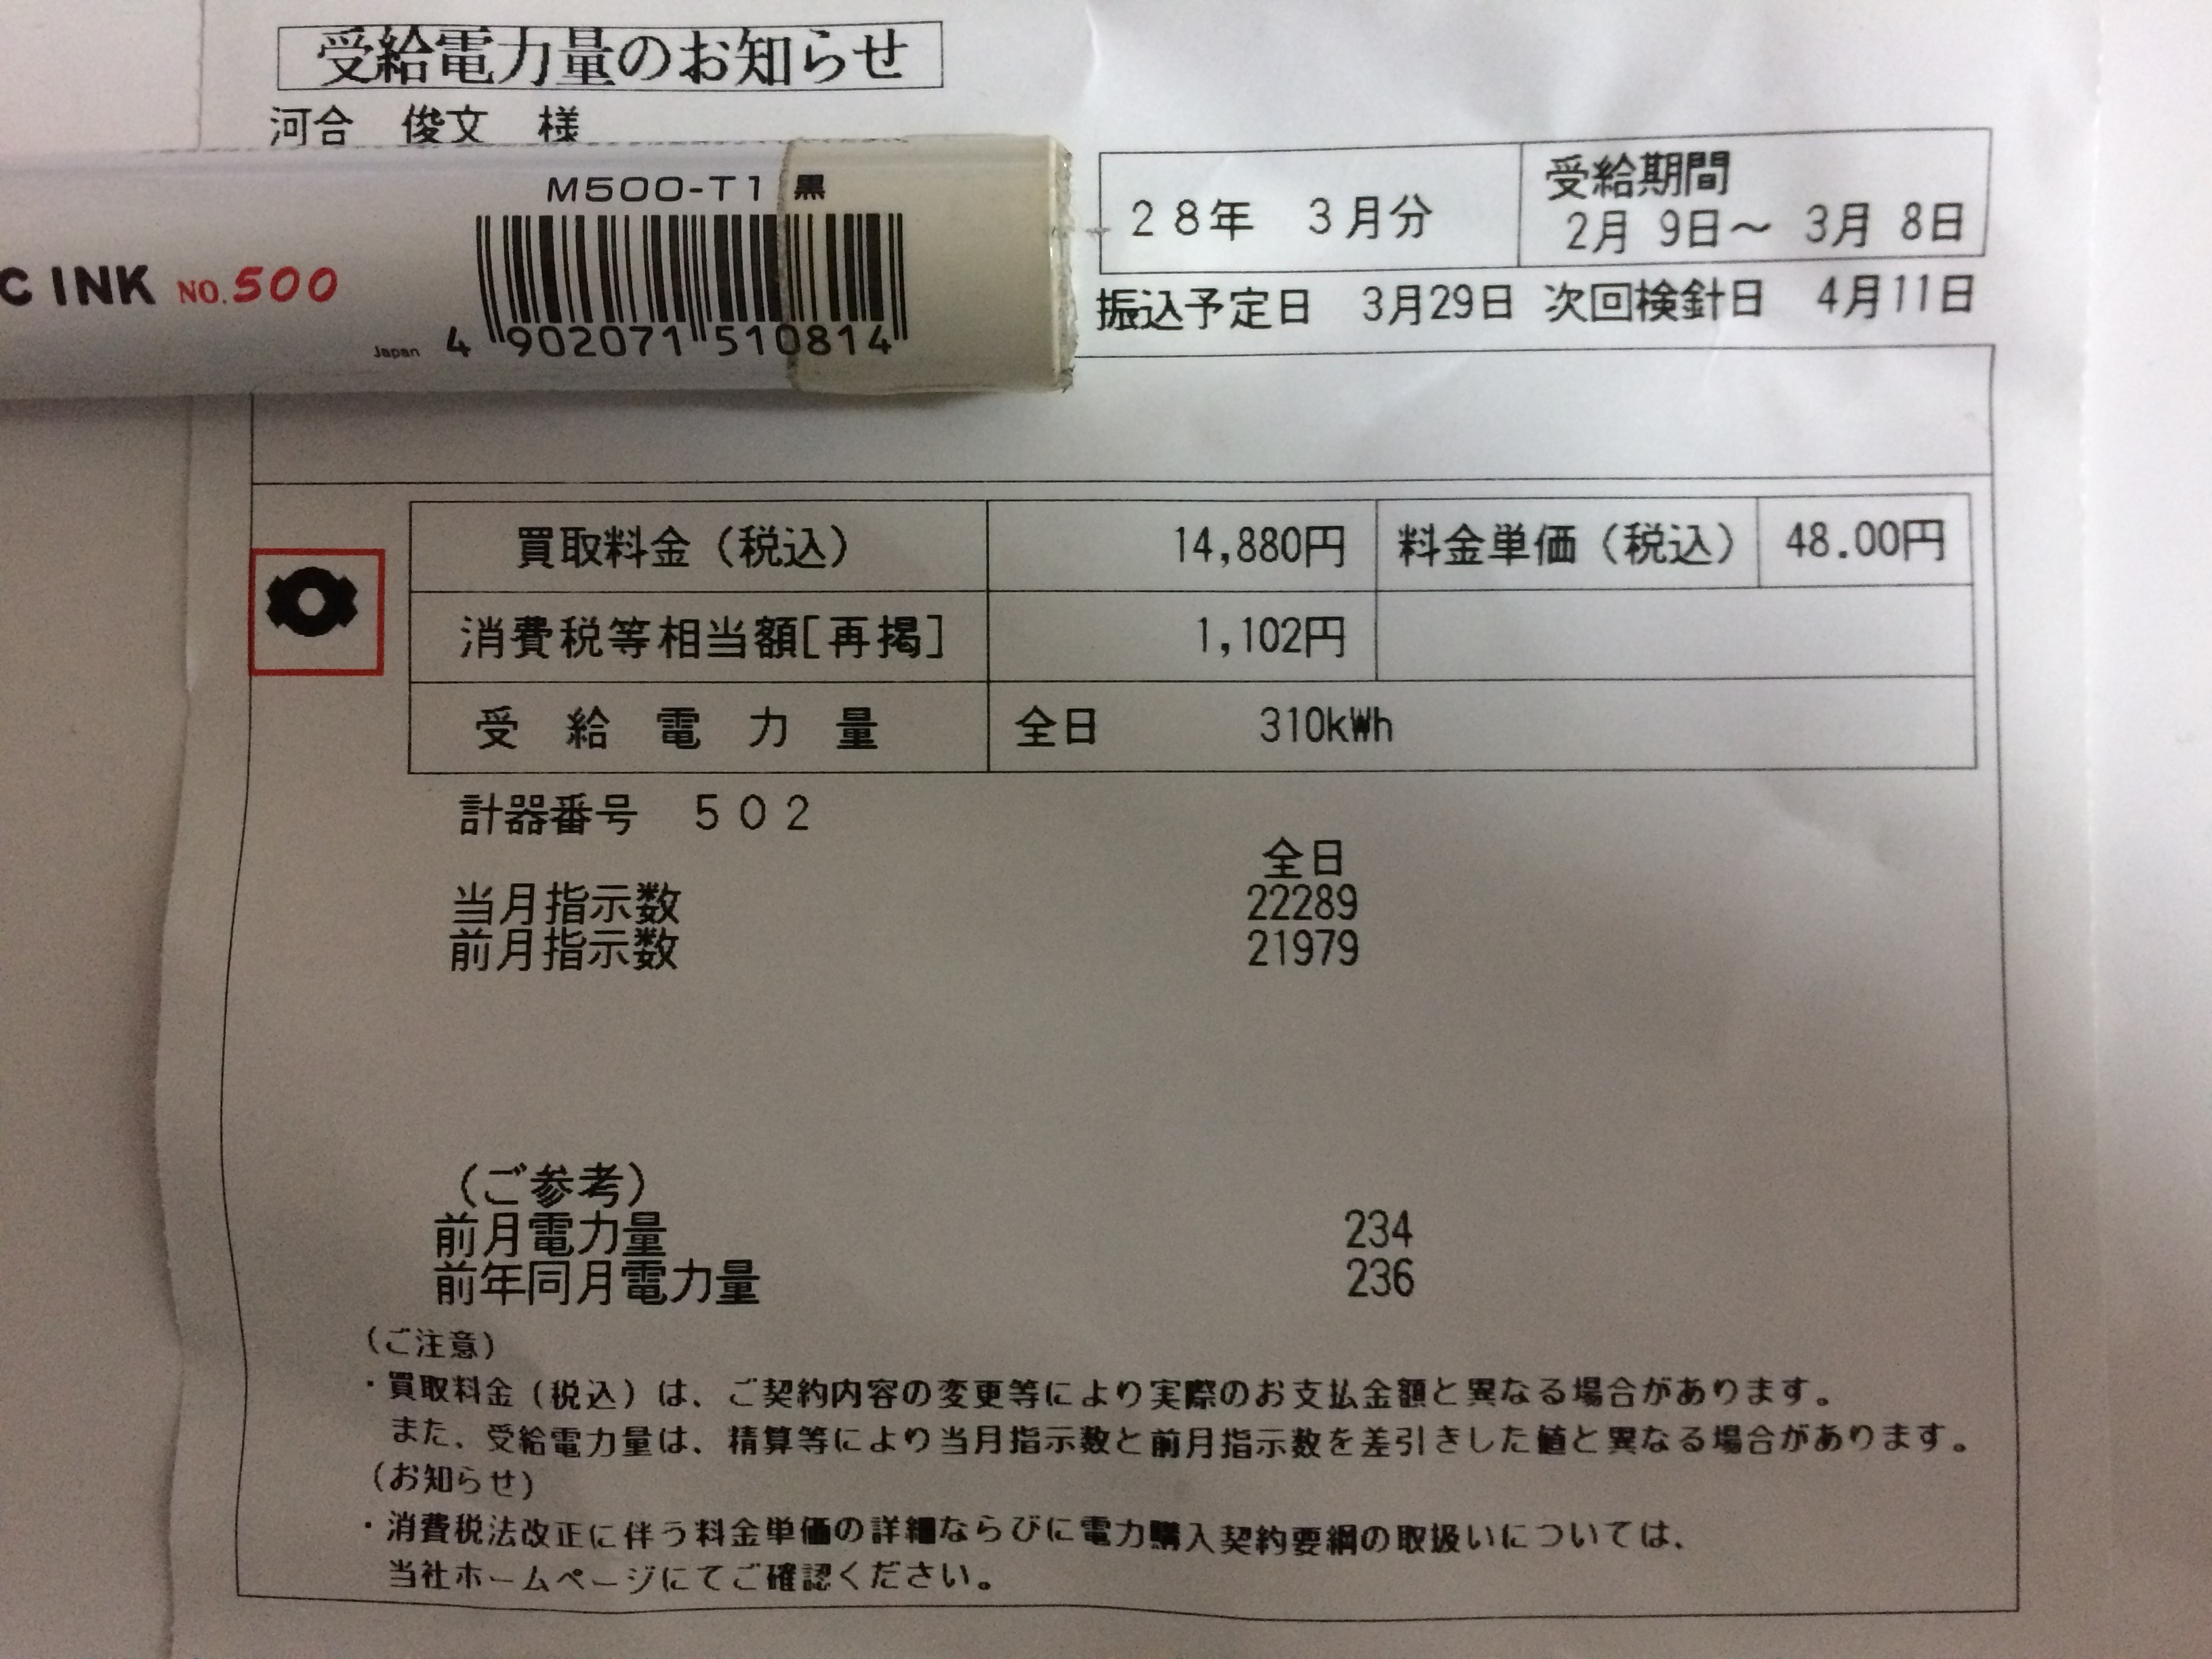 受給電力量のお知らせ
河合 俊文 様
M500-T1 黒
C INK NO.500
Japan 4 902071 510814
28年 3月分
受給期間
2月 9日～ 3月 8日
振込予定日 3月29日 次回検針日 4月11日
買取料金（税込） 14,880円 料金単価（税込） 48.00円
消費税等相当額[再掲] 1,102円
受給電力量 全日 310kWh
計器番号 502
全日
当月指示数 22289
前月指示数 21979
（ご参考）
前月電力量 234
前年同月電力量 236
（ご注意）
・買取料金（税込）は、ご契約内容の変更等により実際のお支払金額と異なる場合があります。
また、受給電力量は、精算等により当月指示数と前月指示数を差引きした値と異なる場合があります。
（お知らせ）
・消費税法改正に伴う料金単価の詳細ならびに電力購入契約要綱の取扱いについては、
当社ホームページにてご確認ください。